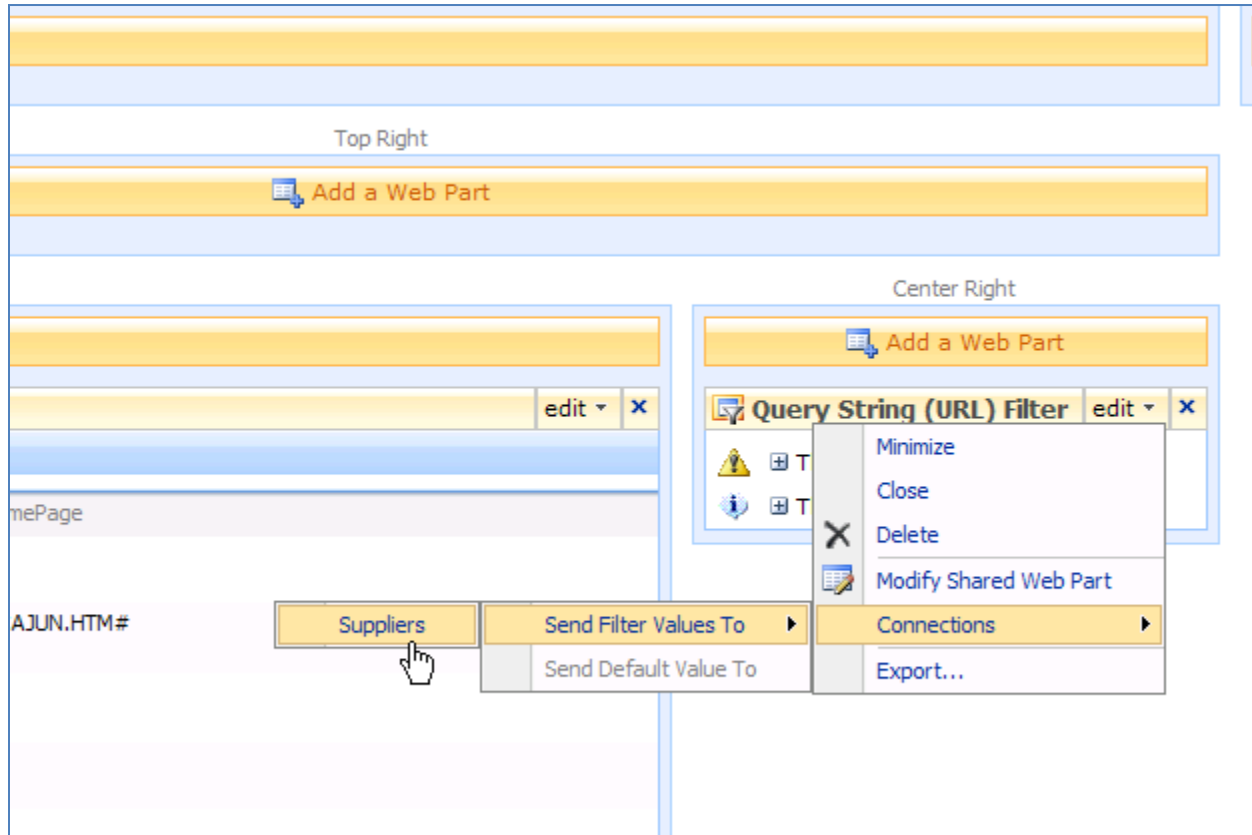 Top Right
Add a Web Part
Center Right
Add a Web Part
edit
Query String (URL) Filter edit
T
T
mePage
AJUN.HTM#
Minimize
Close
Delete
Modify Shared Web Part
Connections
Export...
Send Filter Values To
Send Default Value To
Suppliers